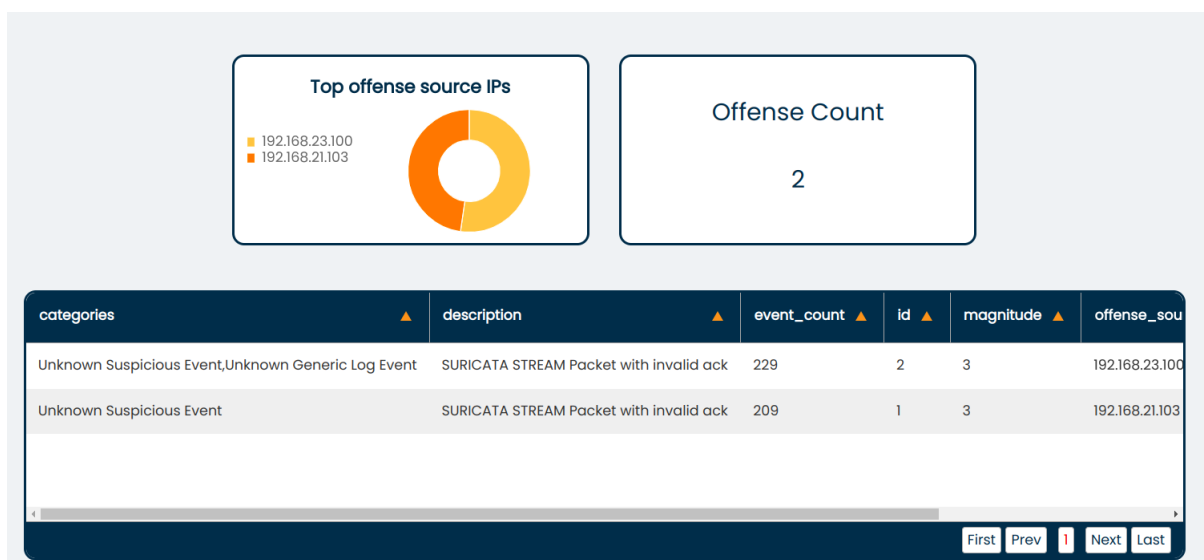 Top offense source IPs
192.168.23.100
192.168.21.103
Offense Count
2
categories description event_count id magnitude offense_sou
Unknown Suspicious Event,Unknown Generic Log Event SURICATA STREAM Packet with invalid ack 229 2 3 192.168.23.100
Unknown Suspicious Event SURICATA STREAM Packet with invalid ack 209 1 3 192.168.21.103
First Prev 1 Next Last